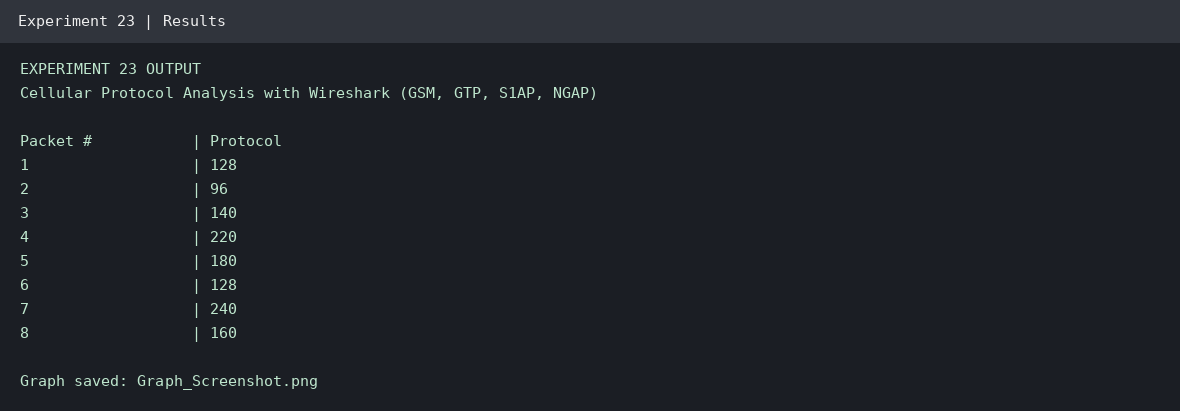 Experiment 23 | Results
EXPERIMENT 23 OUTPUT
Cellular Protocol Analysis with Wireshark (GSM, GTP, S1AP, NGAP)
Packet # | Protocol
1 | 128
2 | 96
3 | 140
4 | 220
5 | 180
6 | 128
7 | 240
8 | 160
Graph saved: Graph_Screenshot.png